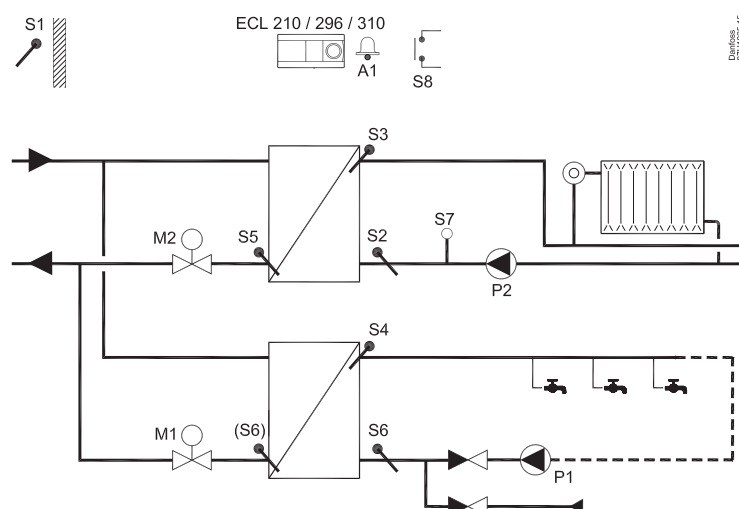 S1
ECL 210 / 296 / 310
A1
S8
Danfoss
S3
M2
S5
S2
S7
P2
S4
M1
(S6)
S6
P1